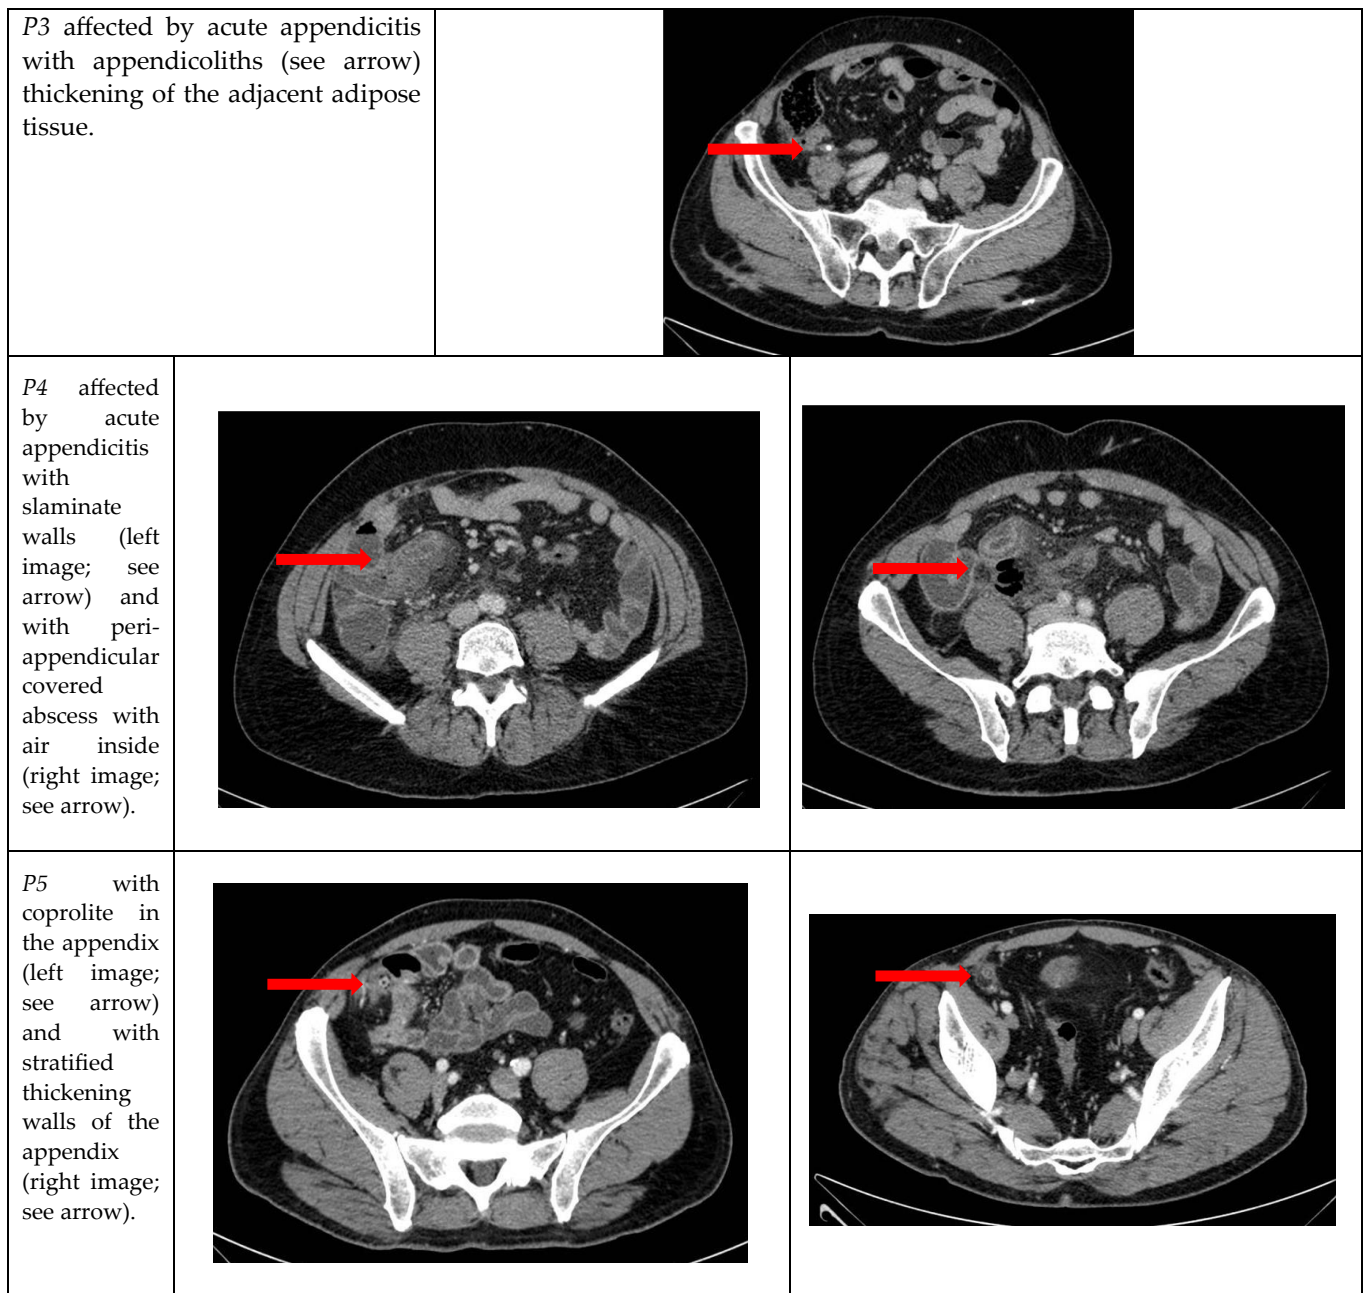 P3 affected by acute appendicitis
with appendicoliths (see arrow)
thickening of the adjacent adipose
tissue.
P4 affected
by acute
appendicitis
with
slaminate
walls (left
image; see
arrow) and
with peri-
appendicular
covered
abscess with
air inside
(right image;
see arrow).
P5 with
coprolite in
the appendix
(left image;
see arrow)
and with
stratified
thickening
walls of the
appendix
(right image;
see arrow).